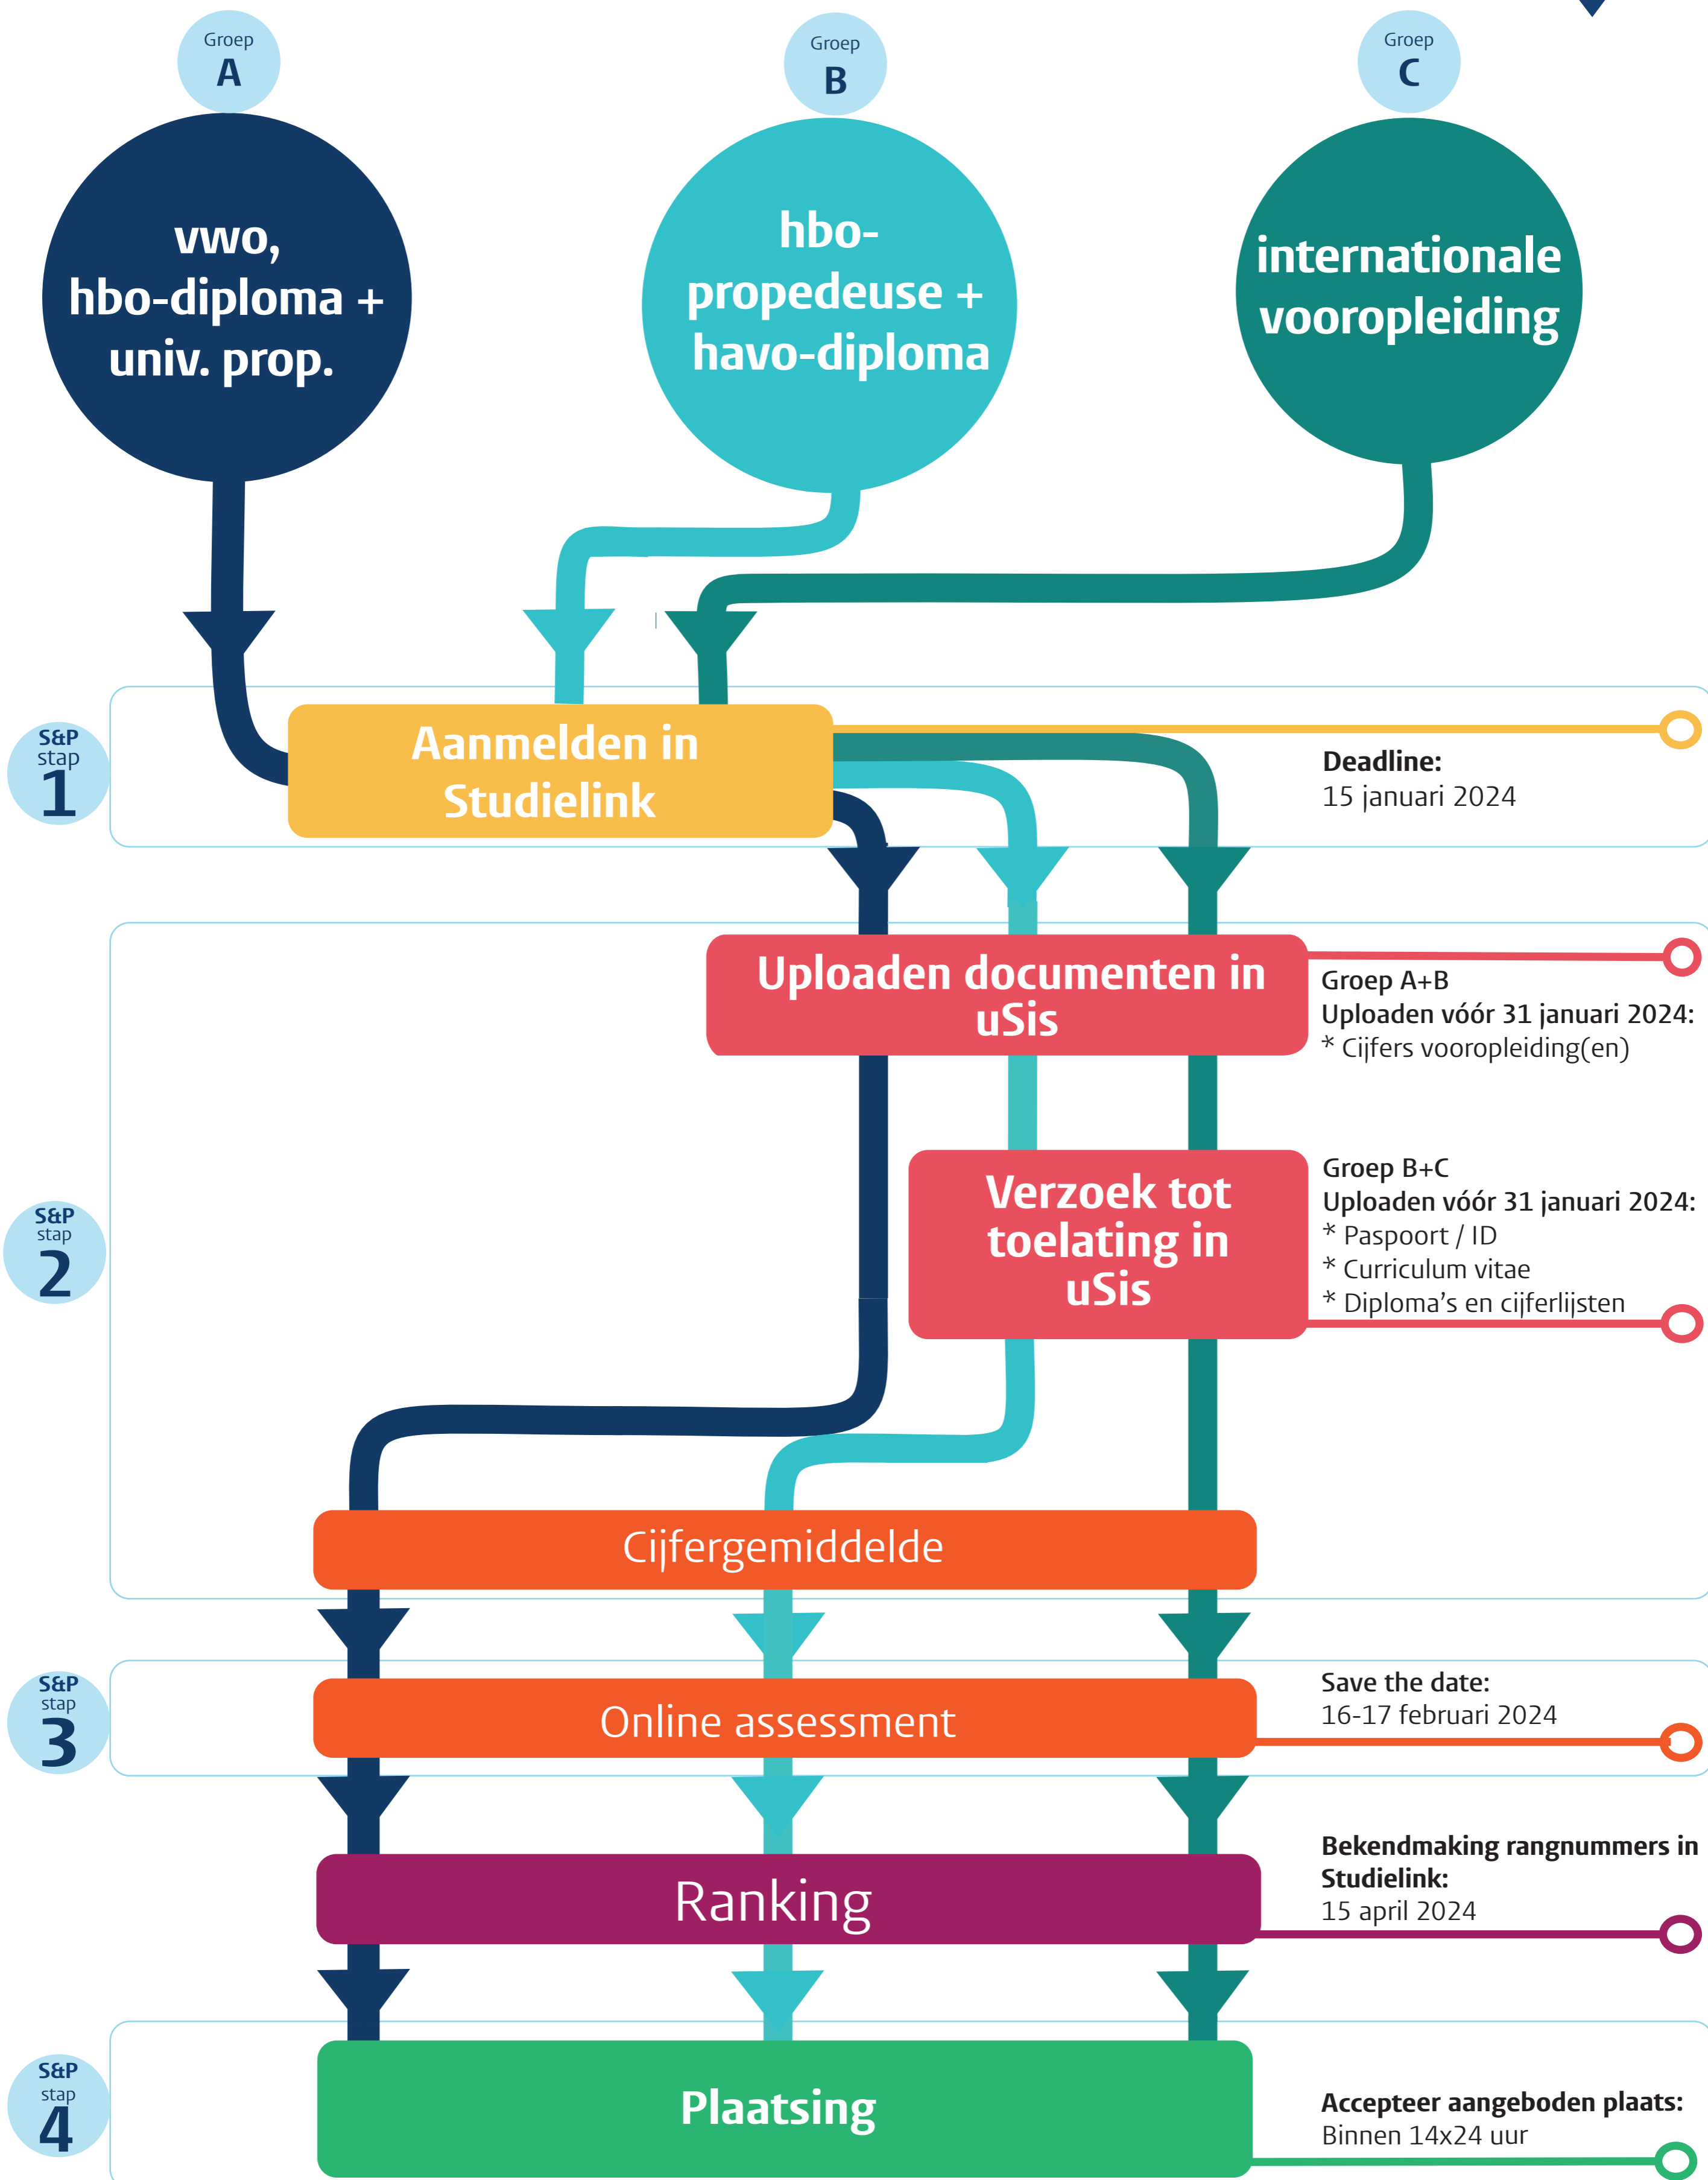 Groep
A
Groep
B
Groep
C
vwo,
hbo-diploma +
univ. prop.
hbo-
propedeuse +
havo-diploma
internationale
vooropleiding
S&P
stap
1
Aanmelden in
Studielink
Deadline:
15 januari 2024
S&P
stap
2
Uploaden documenten in
uSis
Groep A+B
Uploaden vóór 31 januari 2024:
* Cijfers vooropleiding(en)
Verzoek tot
toelating in
uSis
Groep B+C
Uploaden vóór 31 januari 2024:
* Paspoort / ID
* Curriculum vitae
* Diploma's en cijferlijsten
Cijfergemiddelde
S&P
stap
3
Online assessment
Save the date:
16-17 februari 2024
Ranking
Bekendmaking rangnummers in
Studielink:
15 april 2024
S&P
stap
4
Plaatsing
Accepteer aangeboden plaats:
Binnen 14x24 uur